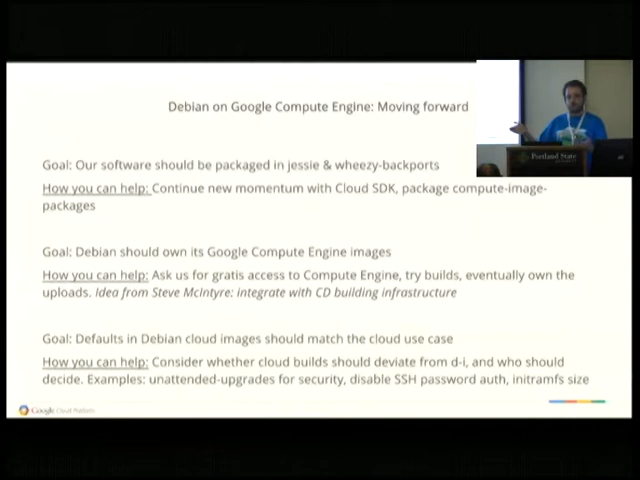 Debian on Google Compute Engine: Moving forward
Portland State
Goal: Our software should be packaged in jessie & wheezy-backports
How you can help: Continue new momentum with Cloud SDK, package compute-image-
packages
Goal: Debian should own its Google Compute Engine images
How you can help: Ask us for gratis access to Compute Engine, try builds, eventually own the
uploads. Idea from Steve McIntyre: integrate with CD building infrastructure
Goal: Defaults in Debian cloud images should match the cloud use case
How you can help: Consider whether cloud builds should deviate from d-i, and who should
decide. Examples: unattended-upgrades for security, disable SSH password auth, initramfs size
Google Cloud Platform